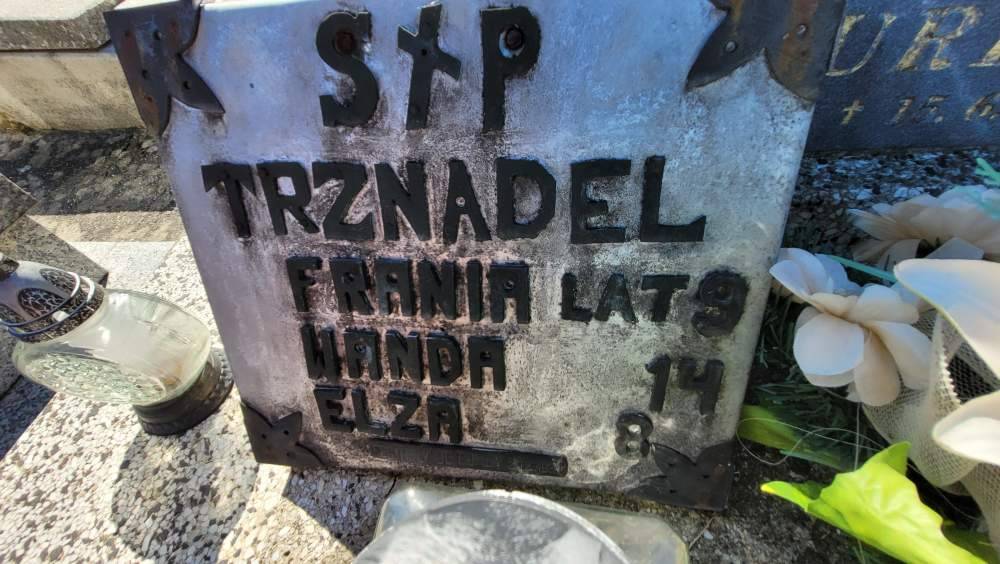 S✝P
TRZNADEL
FRANIA LAT 9
WANDA 14
ELZA 8